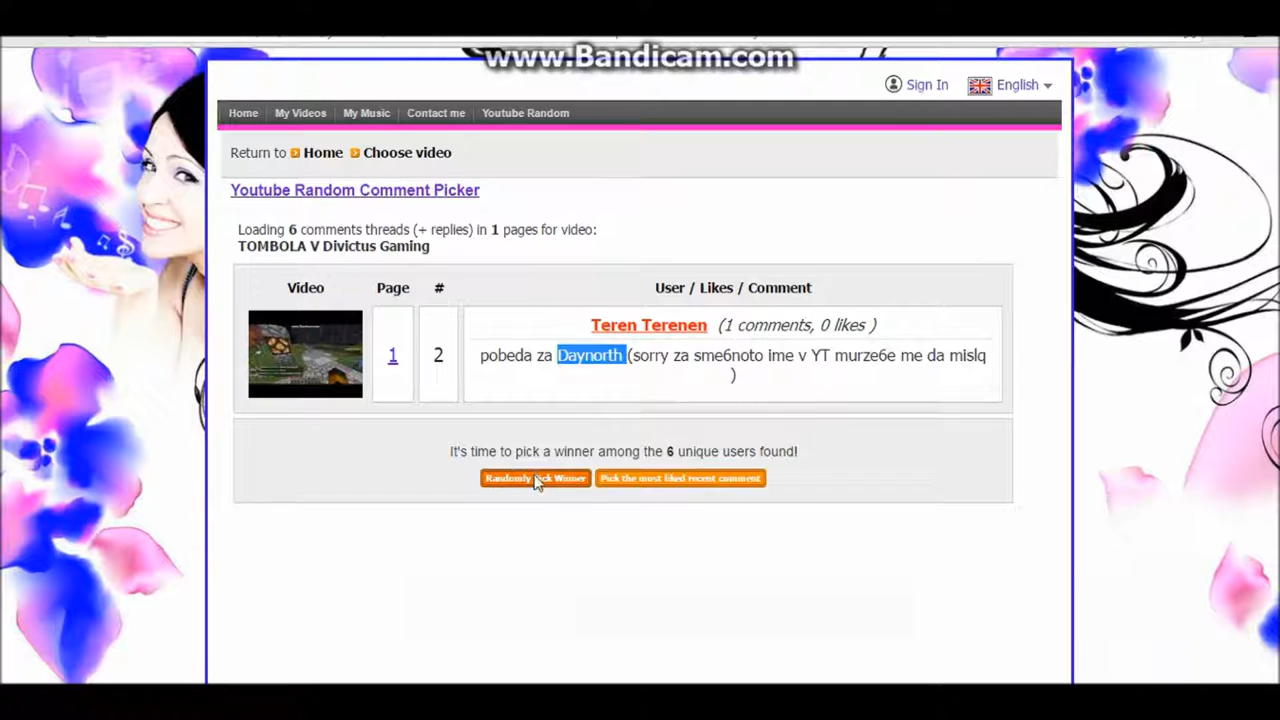 www.Bandicam.com
Sign In English
Home My Videos My Music Contact me Youtube Random
Return to Home Choose video
Youtube Random Comment Picker
Loading 6 comments threads (+ replies) in 1 pages for video:
TOMBOLA V Divictus Gaming
Video Page # User / Likes / Comment
Teren Terenen (1 comments, 0 likes )
1 2 pobeda za Daynorth (sorry za sme6noto ime v YT murze6e me da mislq
)
It's time to pick a winner among the 6 unique users found!
Randomly Pick Winner Pick the most liked recent comment